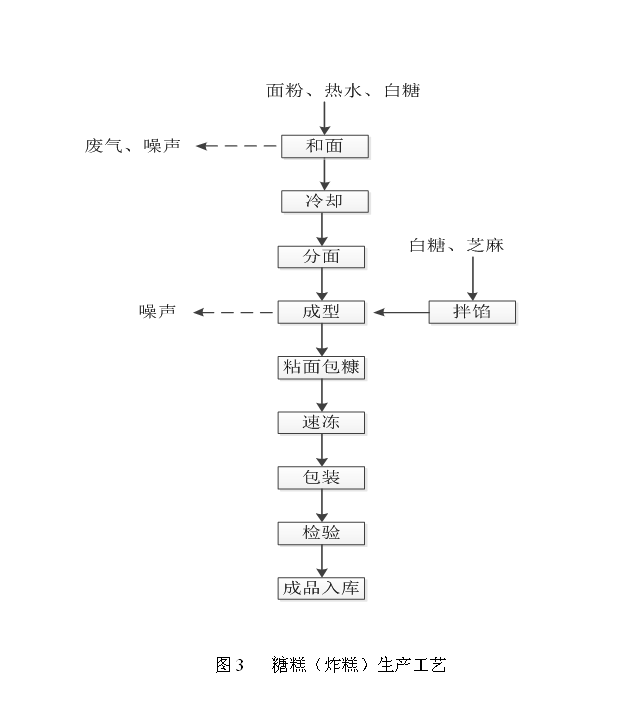 面粉、热水、白糖
废气、噪声
和面
冷却
分面
白糖、芝麻
噪声
成型
拌馅
粘面包糠
速冻
包装
检验
成品入库
图 3 糖糕（炸糕）生产工艺